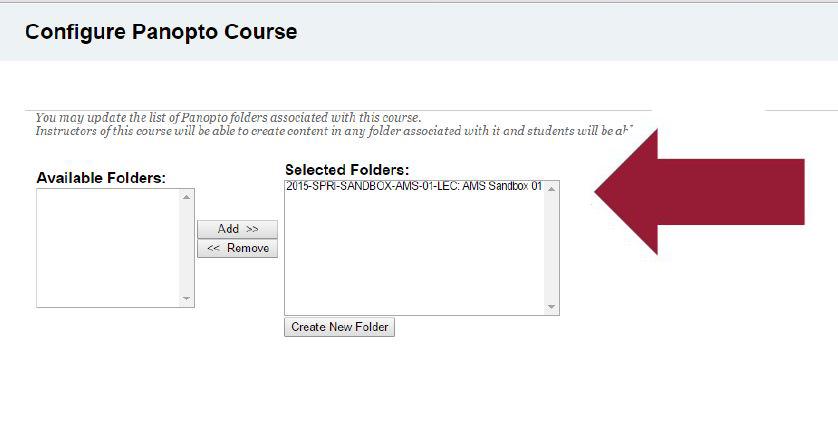 Configure Panopto Course
You may update the list of Panopto folders associated with this course.
Instructors of this course will be able to create content in any folder associated with it and students will be
Available Folders:
Selected Folders:
2015-SPRI-SANDBOX-AMS-01-LEC: AMS Sandbox 01
Add >>
<< Remove
Create New Folder